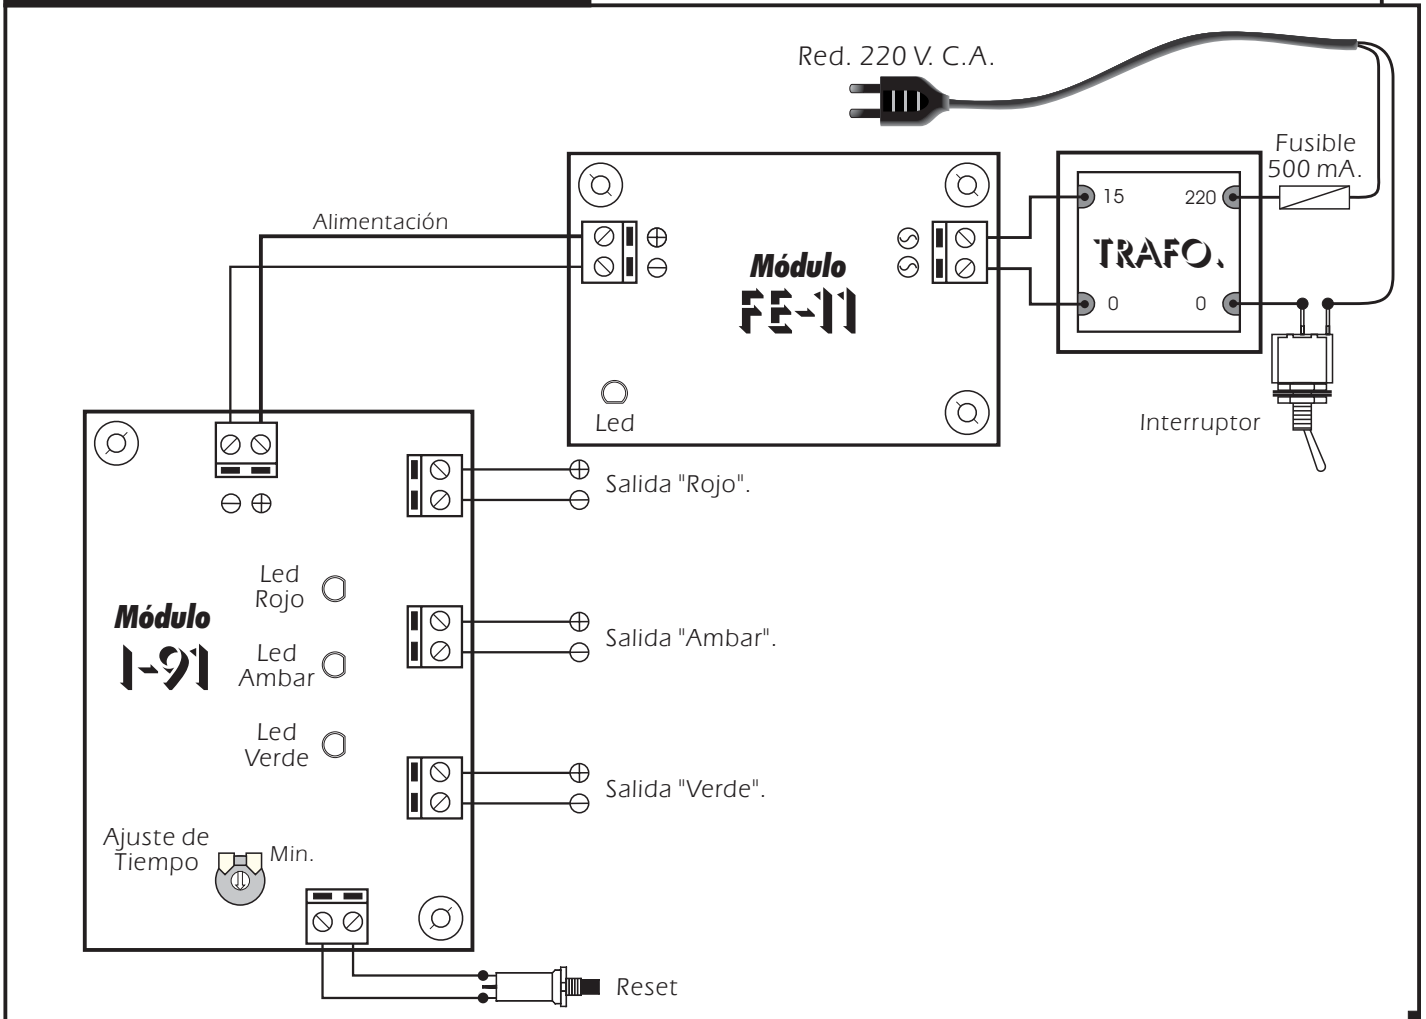 Red. 220 V. C.A.
Fusible
500 mA.
Alimentación
15
220
TRAFO.
0
0
Módulo
FE-11
Led
Interruptor
Salida "Rojo".
Led
Rojo
Módulo
I-91
Led
Ambar
Salida "Ambar".
Led
Verde
Salida "Verde".
Ajuste de
Tiempo
Min.
Reset